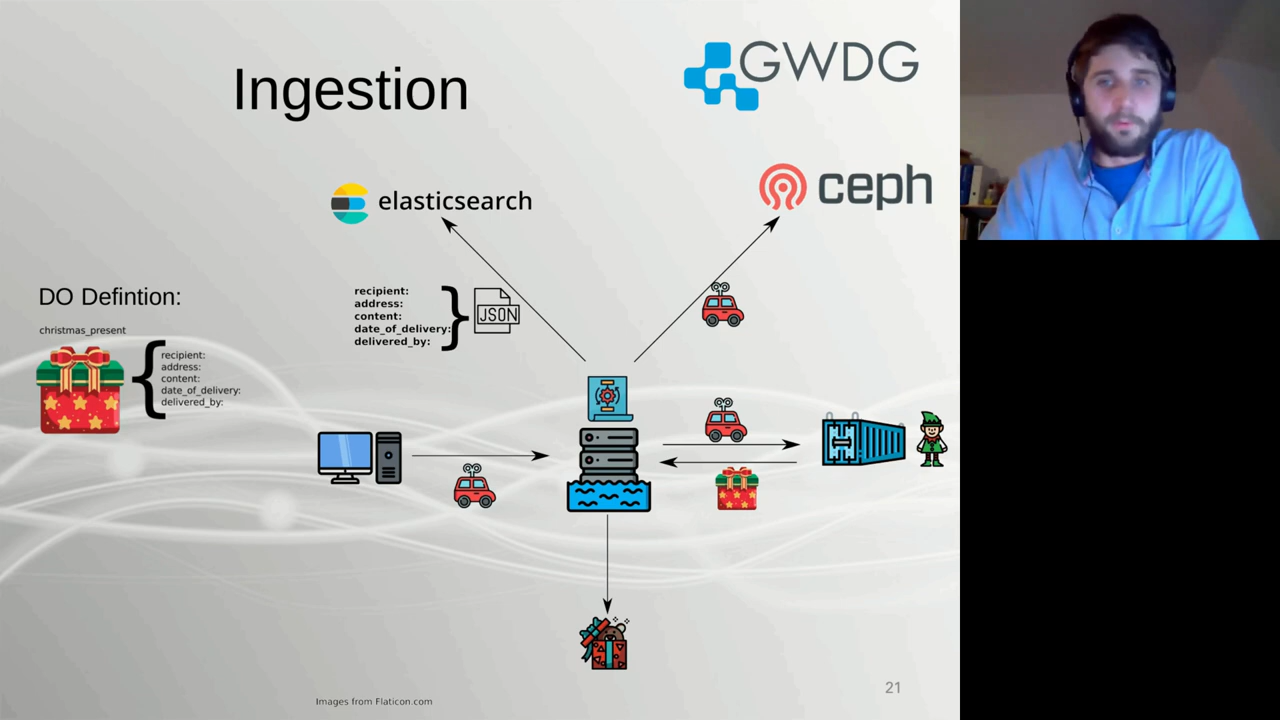 Ingestion
GWDG
elasticsearch
ceph
DO Defintion:
christmas_present
recipient:
address:
content:
date_of_delivery:
delivered_by:
recipient:
address:
content:
date_of_delivery:
delivered_by:
JSON
Images from Flaticon.com
21